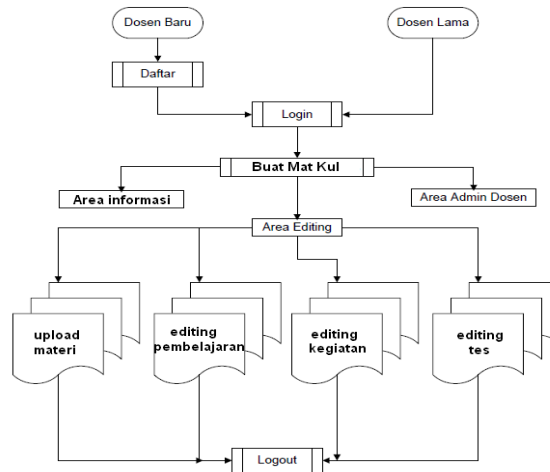 Dosen Baru
Dosen Lama
Daftar
Login
Buat Mat Kul
Area informasi
Area Admin Dosen
Area Editing
upload
materi
editing
pembelajaran
editing
kegiatan
editing
tes
Logout